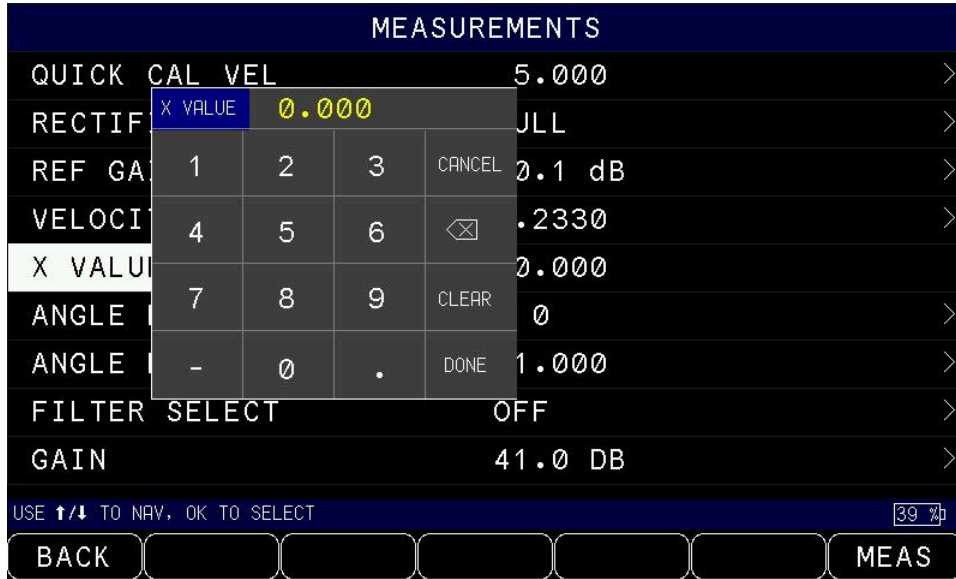 MEASUREMENTS
QUICK CAL VEL 5.000
X VALUE 0.000
RECTIF ULL
REF GA 0.1 dB
1 2 3 CANCEL
VELOCI .2330
4 5 6
X VALU 0.000
7 8 9 CLEAR
ANGLE 0
ANGLE 1.000
- 0 . DONE
FILTER SELECT OFF
GAIN 41.0 DB
USE ↑/↓ TO NAV, OK TO SELECT 39 %
BACK MEAS